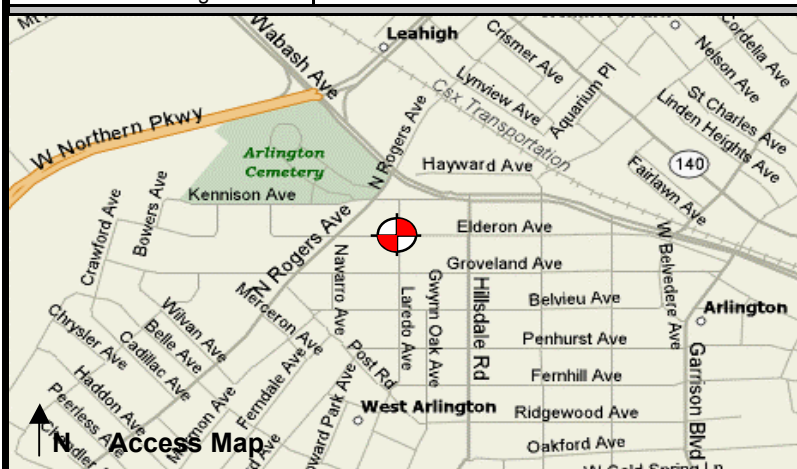 Wabash Ave
Leahigh
Crismer Ave
Cordelia Ave
Nelson Ave
Lynview Ave
Aquarium Pl
St Charles Ave
Linden Heights Ave
Csx Transportation
W Northern Pkwy
N Rogers Ave
Arlington
Cemetery
Hayward Ave
140
Fairlawn Ave
Kennison Ave
Bowers Ave
Crawford Ave
N Rogers Ave
Elderon Ave
W Belvedere Ave
Groveland Ave
Navarro Ave
Laredo Ave
Gwynn Oak Ave
Hillsdale Rd
Belvieu Ave
Arlington
Merceron Ave
Wilvan Ave
Belle Ave
Chrysler Ave
Cadillac Ave
Penhurst Ave
Post Rd
Garrison Blvd
Fernhill Ave
Haddon Ave
Ferndale Ave
Peerless Ave
West Arlington
Ridgewood Ave
N
Access Map
Oakford Ave